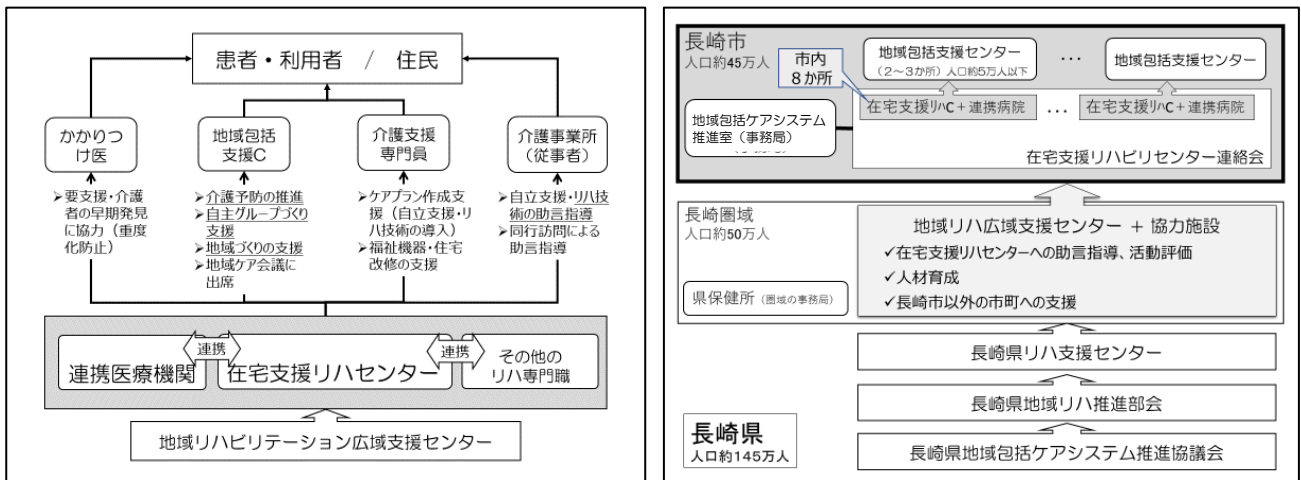 患者・利用者 / 住民
かかりつ
け医
地域包括
支援C
介護支援
専門員
介護事業所
（従事者）
➢要支援・介護
者の早期発見
に協力（重度
化防止）
➢介護予防の推進
➢自主グループづくり
支援
➢地域づくりの支援
➢地域ケア会議に
出席
➢ケアプラン作成支
援（自立支援・リ
ハ技術の導入）
➢福祉機器・住宅
改修の支援
➢自立支援・リハ技
術の助言指導
➢同行訪問による
助言指導
連携医療機関
連携
在宅支援リハセンター
連携
その他の
リハ専門職
地域リハビリテーション広域支援センター
長崎市
人口約45万人
市内
8か所
地域包括支援センター
（2～3か所）人口約5万人以下
…
地域包括支援センター
在宅支援リハC＋連携病院
…
在宅支援リハC＋連携病院
地域包括ケアシステム
推進室（事務局）
在宅支援リハビリセンター連絡会
長崎圏域
人口約50万人
県保健所（圏域の事務局）
地域リハ広域支援センター ＋ 協力施設
✓在宅支援リハセンターへの助言指導、活動評価
✓人材育成
✓長崎市以外の市町への支援
長崎県リハ支援センター
長崎県地域リハ推進部会
長崎県地域包括ケアシステム推進協議会
長崎県
人口約145万人